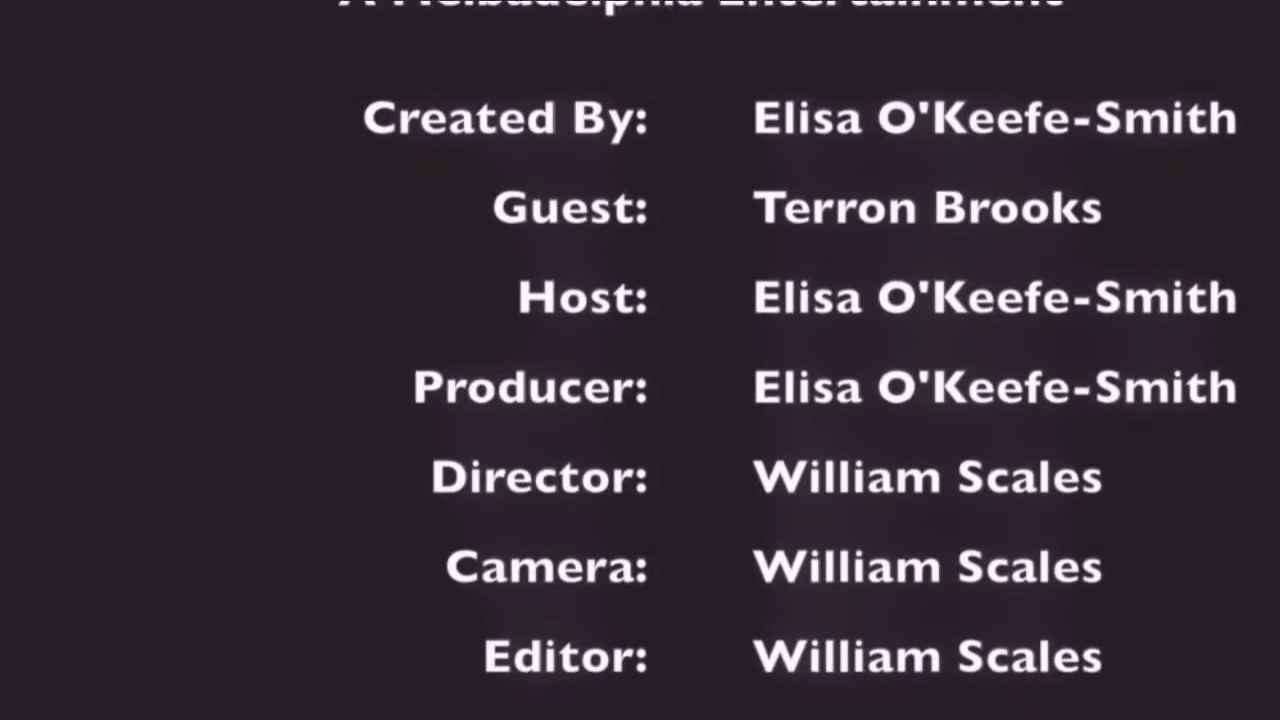 Entertainment
Created By: Elisa O'Keefe-Smith
Guest: Terron Brooks
Host: Elisa O'Keefe-Smith
Producer: Elisa O'Keefe-Smith
Director: William Scales
Camera: William Scales
Editor: William Scales